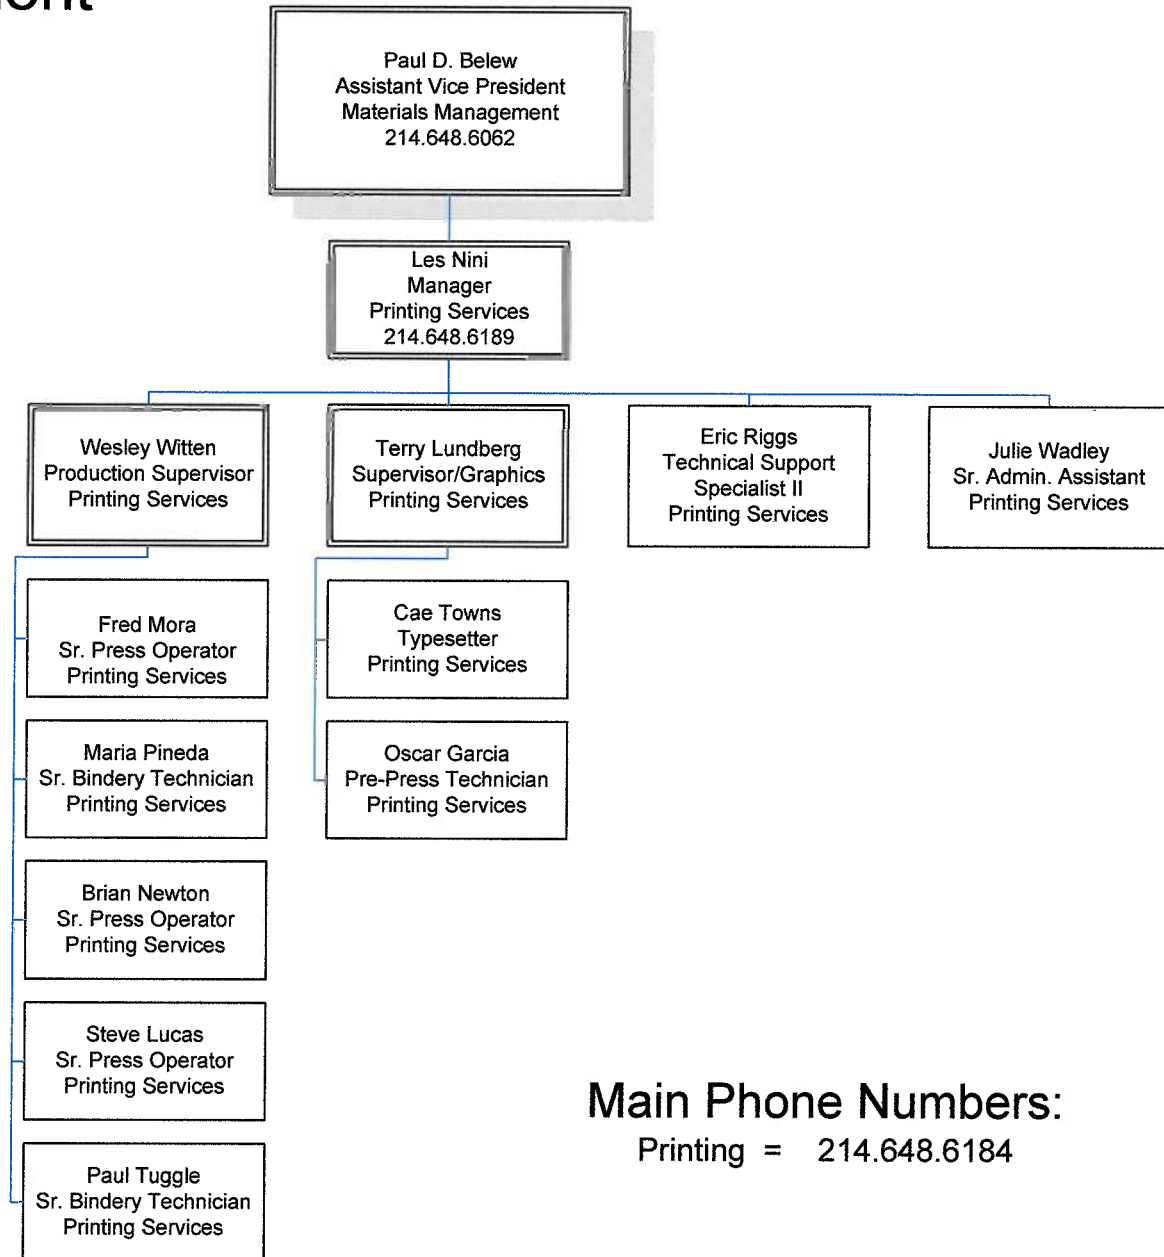 Paul D. Belew
Assistant Vice President
Materials Management
214.648.6062
Les Nini
Manager
Printing Services
214.648.6189
Wesley Witten
Production Supervisor
Printing Services
Terry Lundberg
Supervisor/Graphics
Printing Services
Eric Riggs
Technical Support
Specialist II
Printing Services
Julie Wadley
Sr. Admin. Assistant
Printing Services
Fred Mora
Sr. Press Operator
Printing Services
Maria Pineda
Sr. Bindery Technician
Printing Services
Brian Newton
Sr. Press Operator
Printing Services
Steve Lucas
Sr. Press Operator
Printing Services
Paul Tuggle
Sr. Bindery Technician
Printing Services
Cae Towns
Typesetter
Printing Services
Oscar Garcia
Pre-Press Technician
Printing Services
Main Phone Numbers:
Printing = 214.648.6184